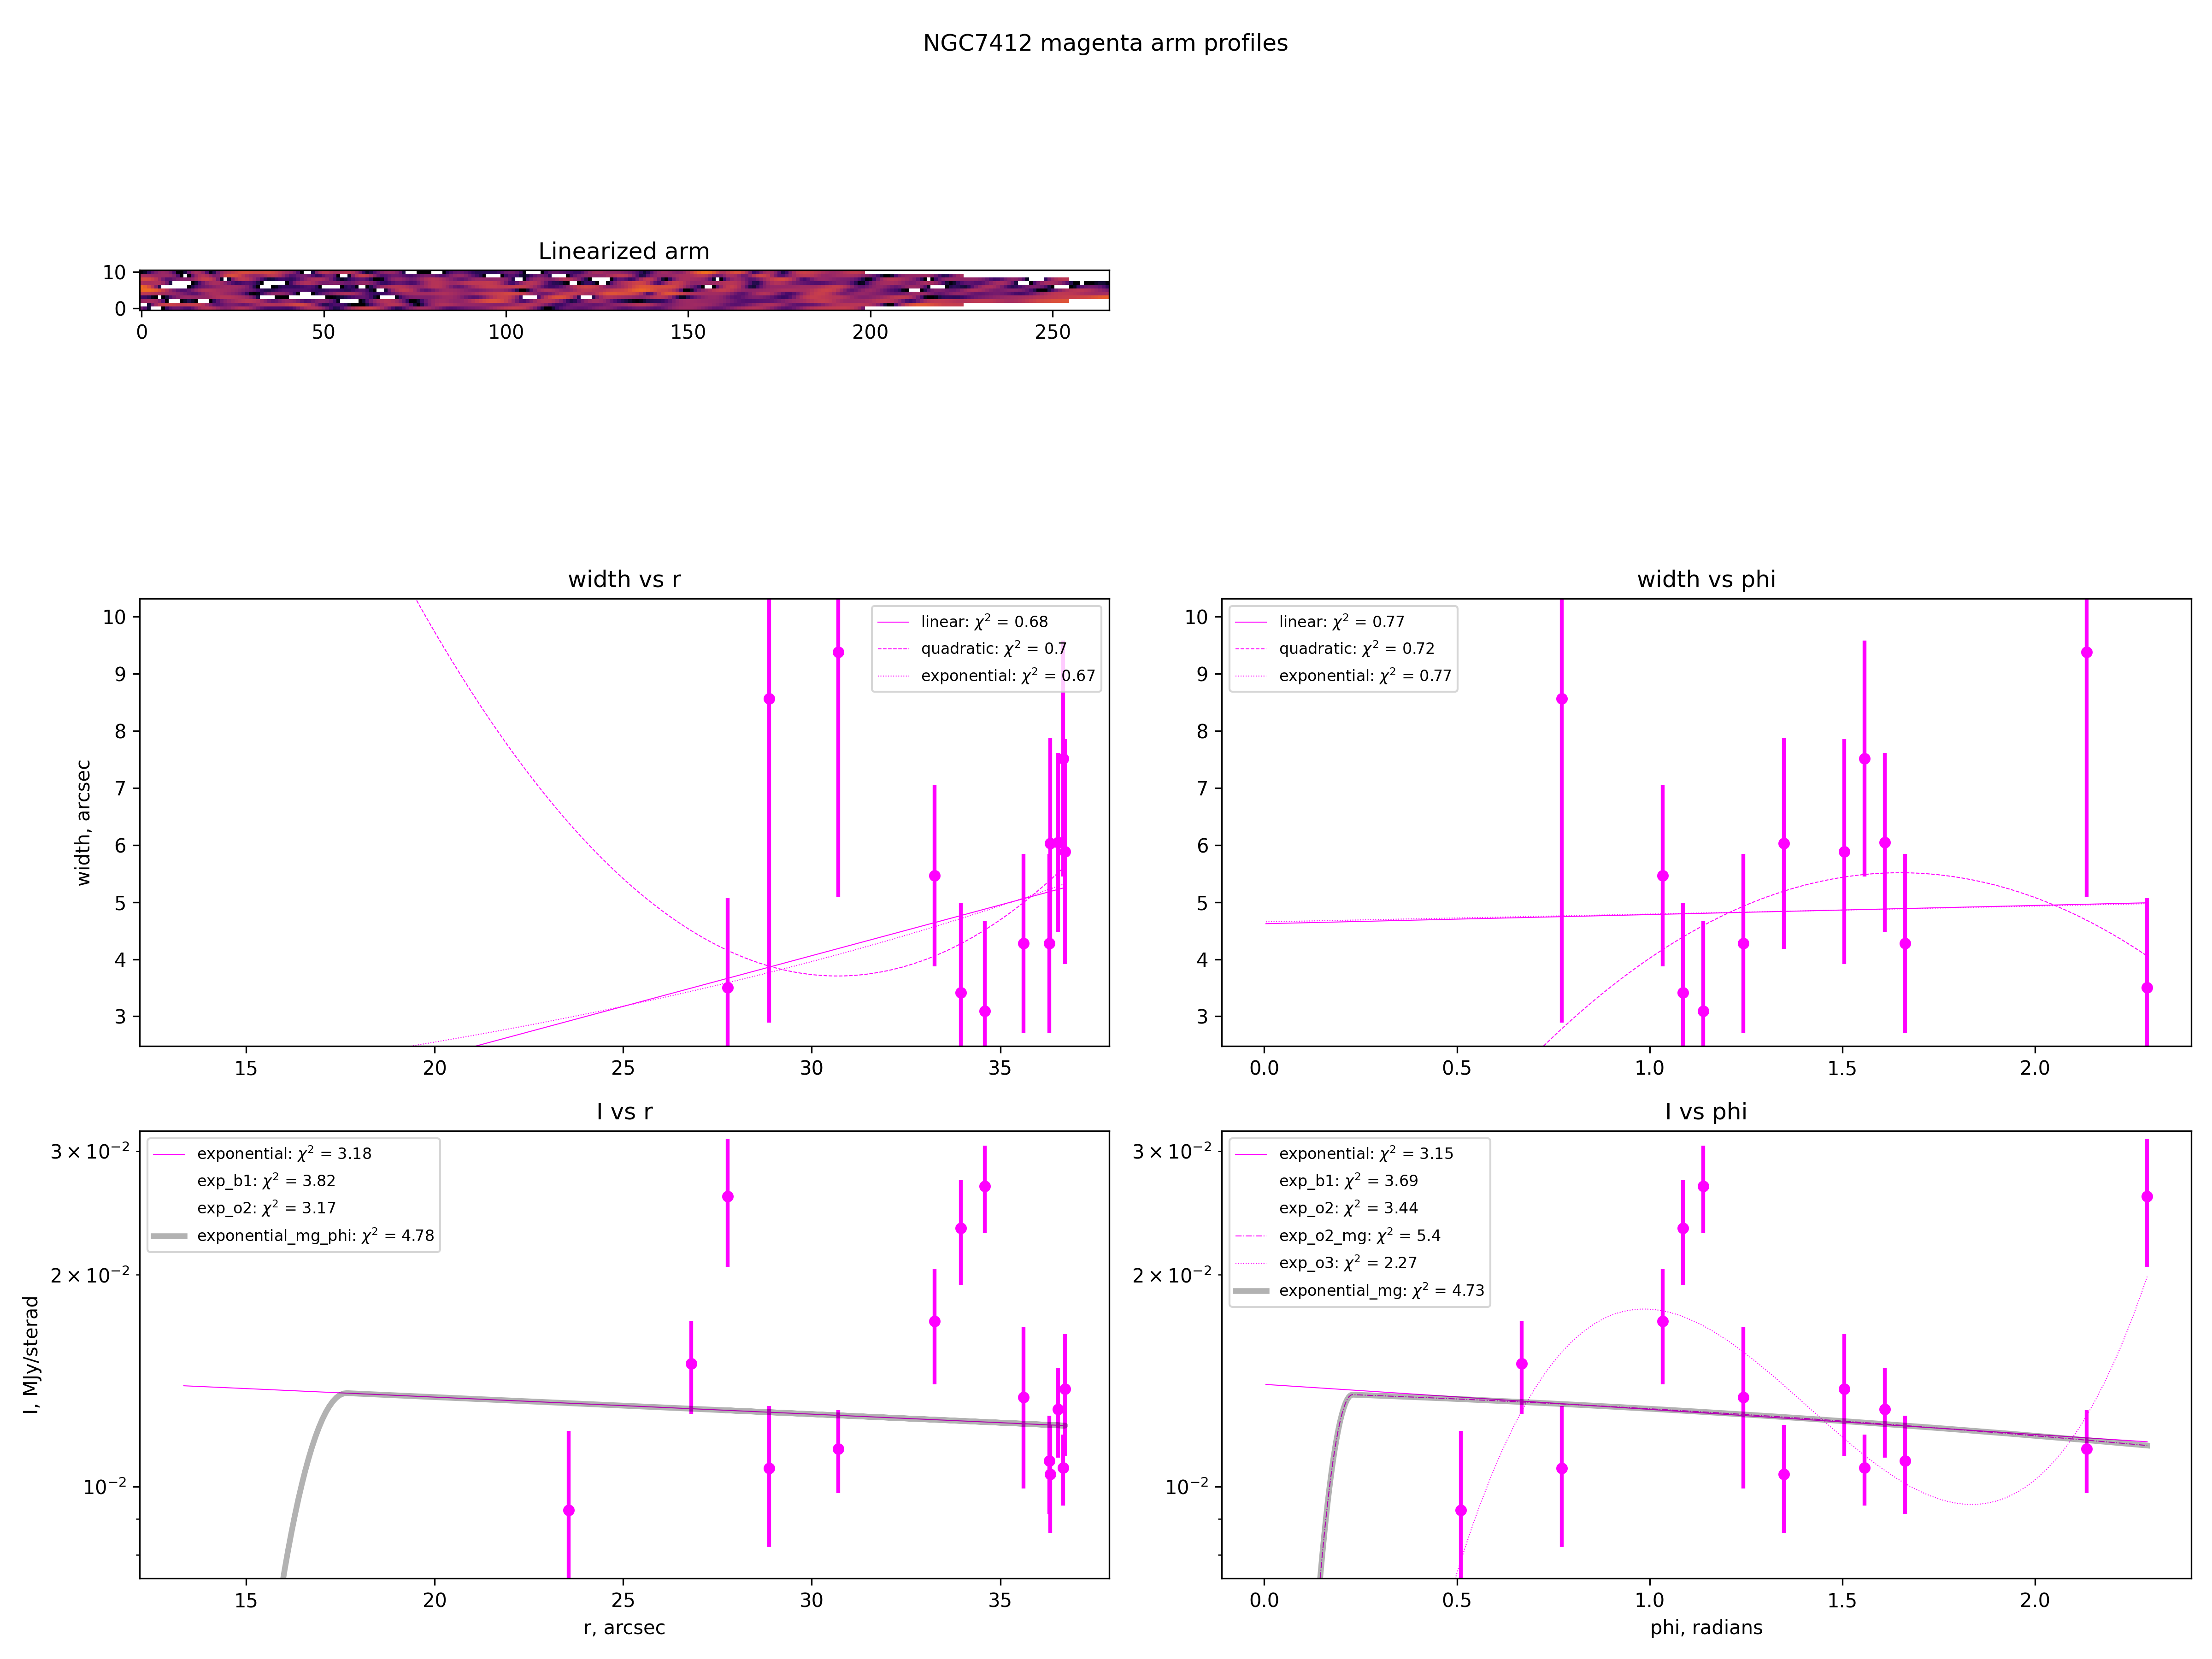 NGC7412 magenta arm profiles
Linearized arm
10
0
0 50 100 150 200 250
width vs r
width, arcsec
10
9
8
7
6
5
4
3
linear: χ² = 0.68
quadratic: χ² = 0.7
exponential: χ² = 0.67
15 20 25 30 35
width vs phi
10
9
8
7
6
5
4
3
linear: χ² = 0.77
quadratic: χ² = 0.72
exponential: χ² = 0.77
0.0 0.5 1.0 1.5 2.0
I vs r
I, MJy/sterad
3 × 10⁻²
2 × 10⁻²
10⁻²
exponential: χ² = 3.18
exp_b1: χ² = 3.82
exp_o2: χ² = 3.17
exponential_mg_phi: χ² = 4.78
15 20 25 30 35
r, arcsec
I vs phi
3 × 10⁻²
2 × 10⁻²
10⁻²
exponential: χ² = 3.15
exp_b1: χ² = 3.69
exp_o2: χ² = 3.44
exp_o2_mg: χ² = 5.4
exp_o3: χ² = 2.27
exponential_mg: χ² = 4.73
0.0 0.5 1.0 1.5 2.0
phi, radians